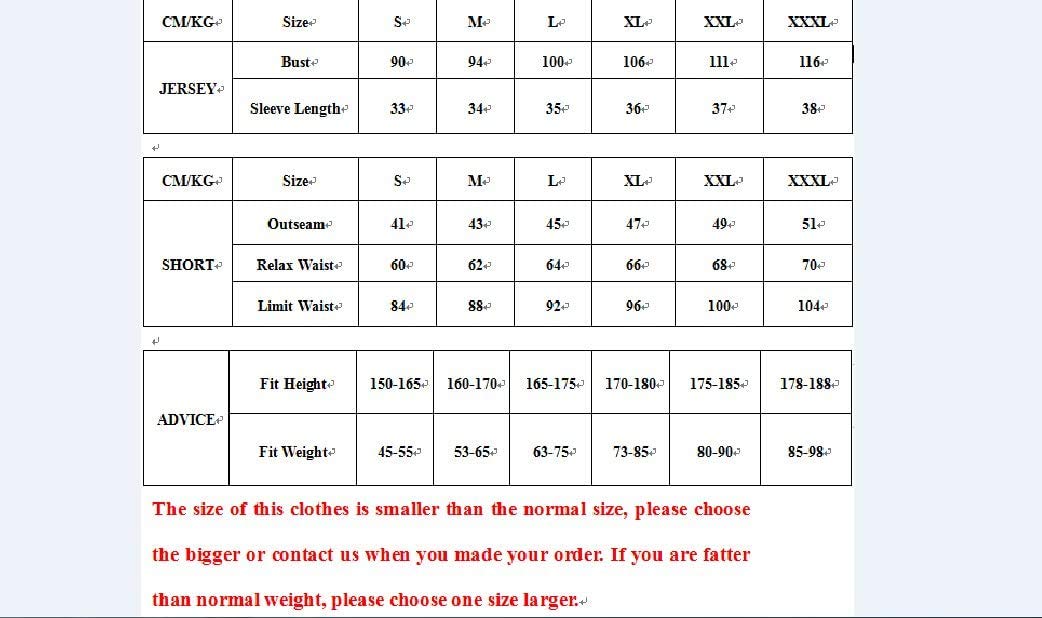 CM/KG Size S M L XL XXL XXXL
JERSEY Bust 90 94 100 106 111 116
Sleeve Length 33 34 35 36 37 38
CM/KG Size S M L XL XXL XXXL
SHORT Outseam 41 43 45 47 49 51
Relax Waist 60 62 64 66 68 70
Limit Waist 84 88 92 96 100 104
ADVICE Fit Height 150-165 160-170 165-175 170-180 175-185 178-188
Fit Weight 45-55 53-65 63-75 73-85 80-90 85-98
The size of this clothes is smaller than the normal size, please choose
the bigger or contact us when you made your order. If you are fatter
than normal weight, please choose one size larger.